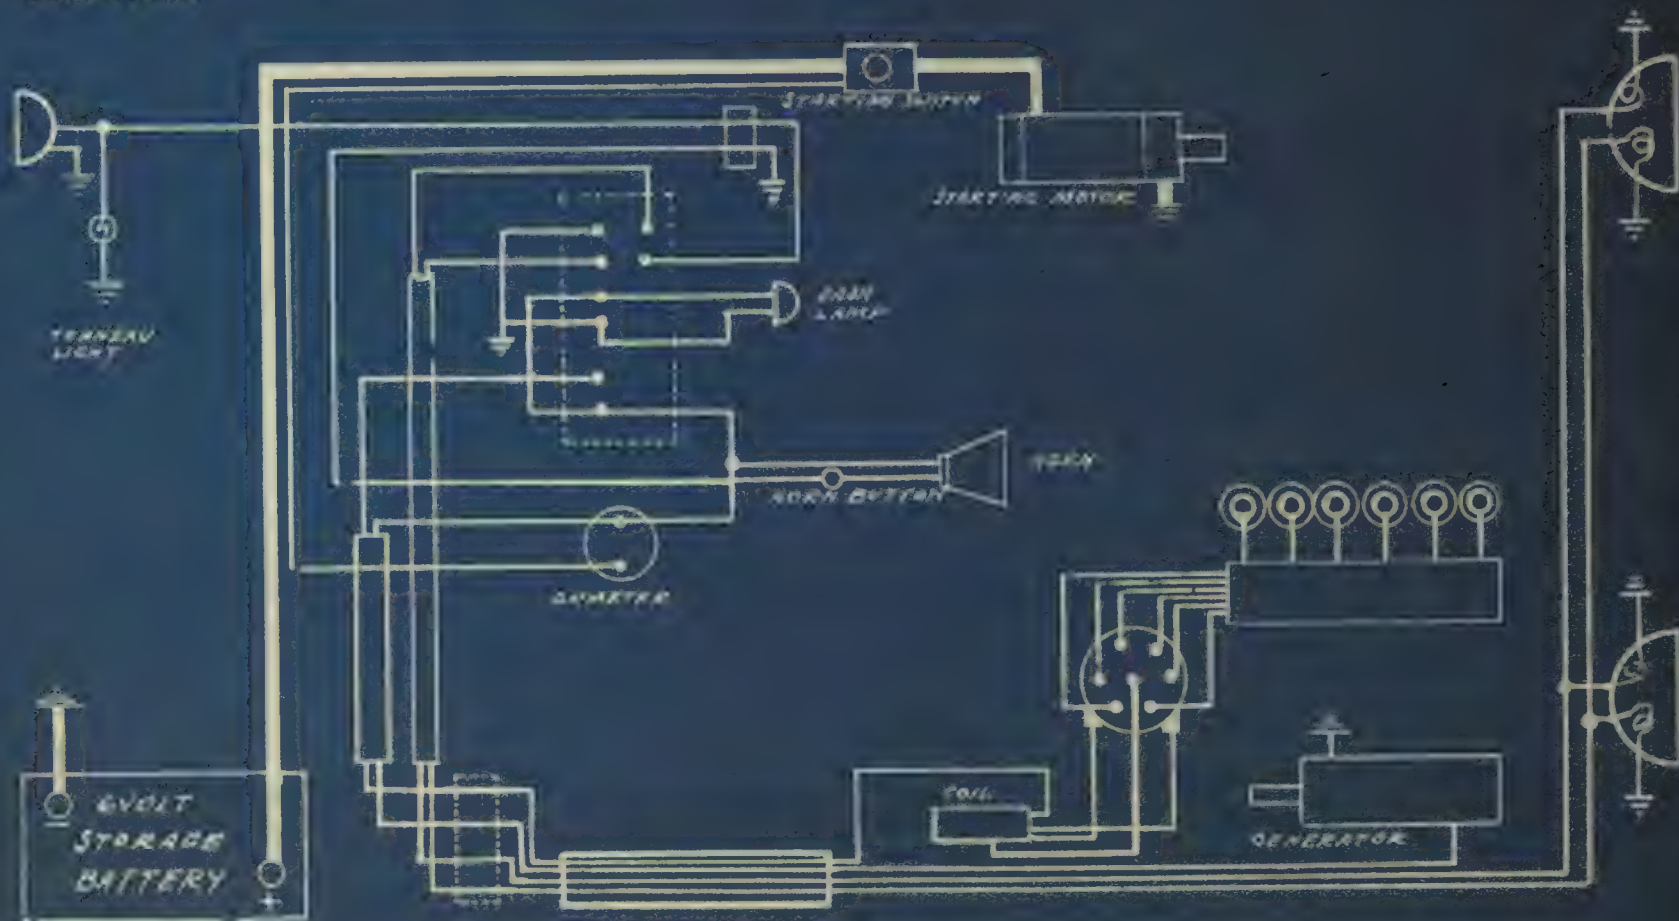 STARTING SWITCH
STARTING MOTOR
DASH
LAMP
TONNEAU
LIGHT
HORN
HORN BUTTON
AMMETER
COIL
GENERATOR
6 VOLT
STORAGE
BATTERY
-
+